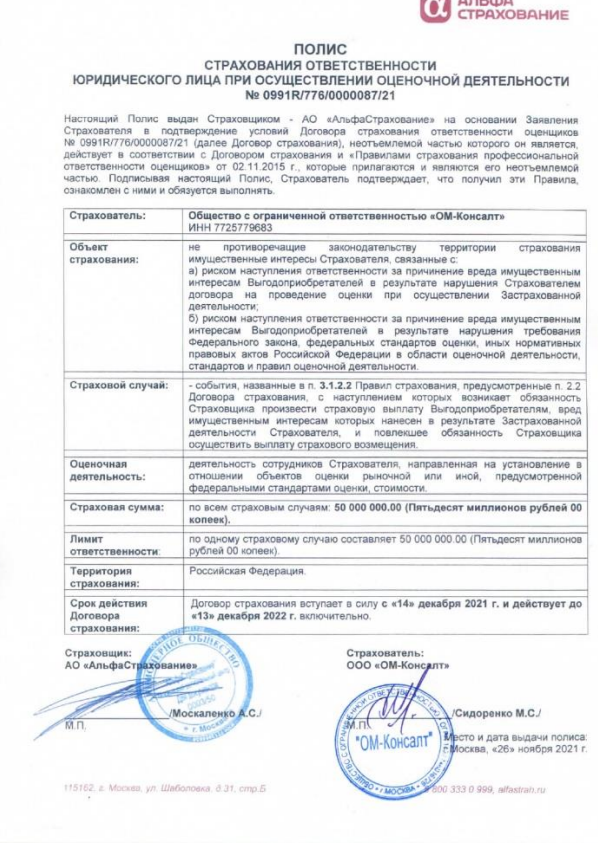 АЛЬФА
СТРАХОВАНИЕ
ПОЛИС
СТРАХОВАНИЯ ОТВЕТСТВЕННОСТИ
ЮРИДИЧЕСКОГО ЛИЦА ПРИ ОСУЩЕСТВЛЕНИИ ОЦЕНОЧНОЙ ДЕЯТЕЛЬНОСТИ
№ 0991R/776/0000087/21
Настоящий Полис выдан Страховщиком - АО «АльфаСтрахование» на основании Заявления
Страхователя в подтверждение условий Договора страхования ответственности оценщиков
№ 0991R/776/0000087/21 (далее Договор страхования), неотъемлемой частью которого он является,
действует в соответствии с Договором страхования и «Правилами страхования профессиональной
ответственности оценщиков» от 02.11.2015 г., которые прилагаются и являются его неотъемлемой
частью. Подписывая настоящий Полис, Страхователь подтверждает, что получил эти Правила,
ознакомлен с ними и обязуется выполнять.
Страхователь:
Общество с ограниченной ответственностью «ОМ-Консалт»
ИНН 7725779683
Объект
страхования:
не противоречащие законодательству территории страхования
имущественные интересы Страхователя, связанные с:
а) риском наступления ответственности за причинение вреда имущественным
интересам Выгодоприобретателей в результате нарушения Страхователем
договора на проведение оценки при осуществлении Застрахованной
деятельности;
б) риском наступления ответственности за причинение вреда имущественным
интересам Выгодоприобретателей в результате нарушения требования
Федерального закона, федеральных стандартов оценки, иных нормативных
правовых актов Российской Федерации в области оценочной деятельности,
стандартов и правил оценочной деятельности.
Страховой случай:
- события, названные в п. 3.1.2.2 Правил страхования, предусмотренные п. 2.2
Договора страхования, с наступлением которых возникает обязанность
Страховщика произвести страховую выплату Выгодоприобретателям, вред
имущественным интересам которых нанесен в результате Застрахованной
деятельности Страхователя, и повлекшее обязанность Страховщика
осуществить выплату страхового возмещения.
Оценочная
деятельность:
деятельность сотрудников Страхователя, направленная на установление в
отношении объектов оценки рыночной или иной, предусмотренной
федеральными стандартами оценки, стоимости.
Страховая сумма:
по всем страховым случаям: 50 000 000.00 (Пятьдесят миллионов рублей 00
копеек).
Лимит
ответственности:
по одному страховому случаю составляет 50 000 000.00 (Пятьдесят миллионов
рублей 00 копеек).
Территория
страхования:
Российская Федерация.
Срок действия
Договора
страхования:
Договор страхования вступает в силу с «14» декабря 2021 г. и действует до
«13» декабря 2022 г. включительно.
Страховщик:
АО «АльфаСтрахование»
/Москаленко А.С./
М.П.
Страхователь:
ООО «ОМ-Консалт»
/Сидоренко М.С./
М.П.
"ОМ-Консалт"
Место и дата выдачи полиса:
Москва, «26» ноября 2021 г.
115162, г. Москва, ул. Шаболовка, д.31, стр.Б
8 800 333 0 999, alfastrah.ru